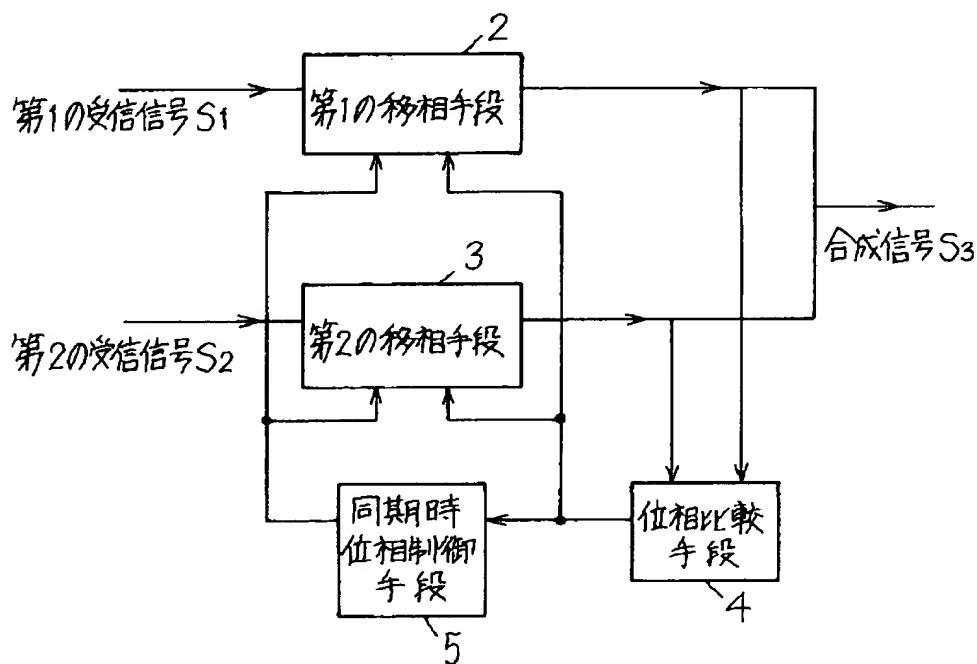 2
第1の受信信号S1
第1の移相手段
合成信号S3
3
第2の受信信号S2
第2の移相手段
同期時
位相制御
手段
5
位相比較
手段
4